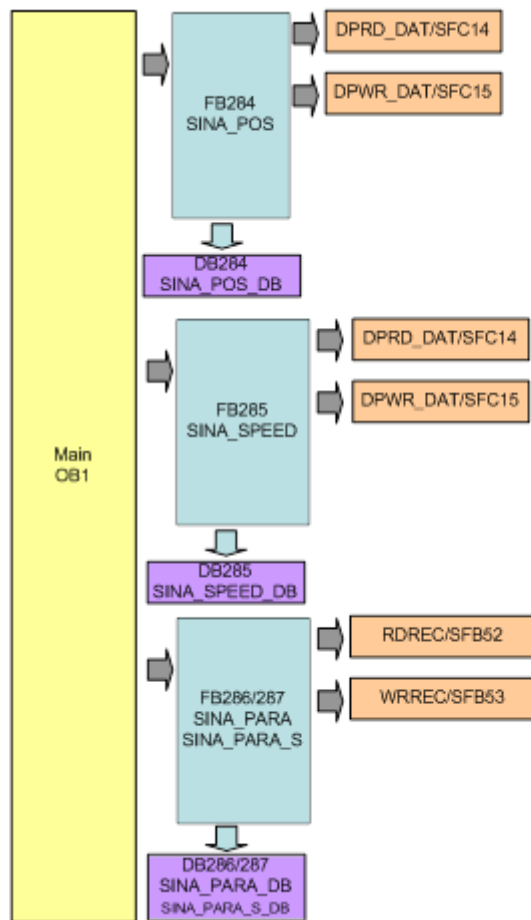 Main
OB1
FB284
SINA_POS
DPRD_DAT/SFC14
DPWR_DAT/SFC15
DB284
SINA_POS_DB
FB285
SINA_SPEED
DPRD_DAT/SFC14
DPWR_DAT/SFC15
DB285
SINA_SPEED_DB
FB286/287
SINA_PARA
SINA_PARA_S
RDREC/SFB52
WRREC/SFB53
DB286/287
SINA_PARA_DB
SINA_PARA_S_DB